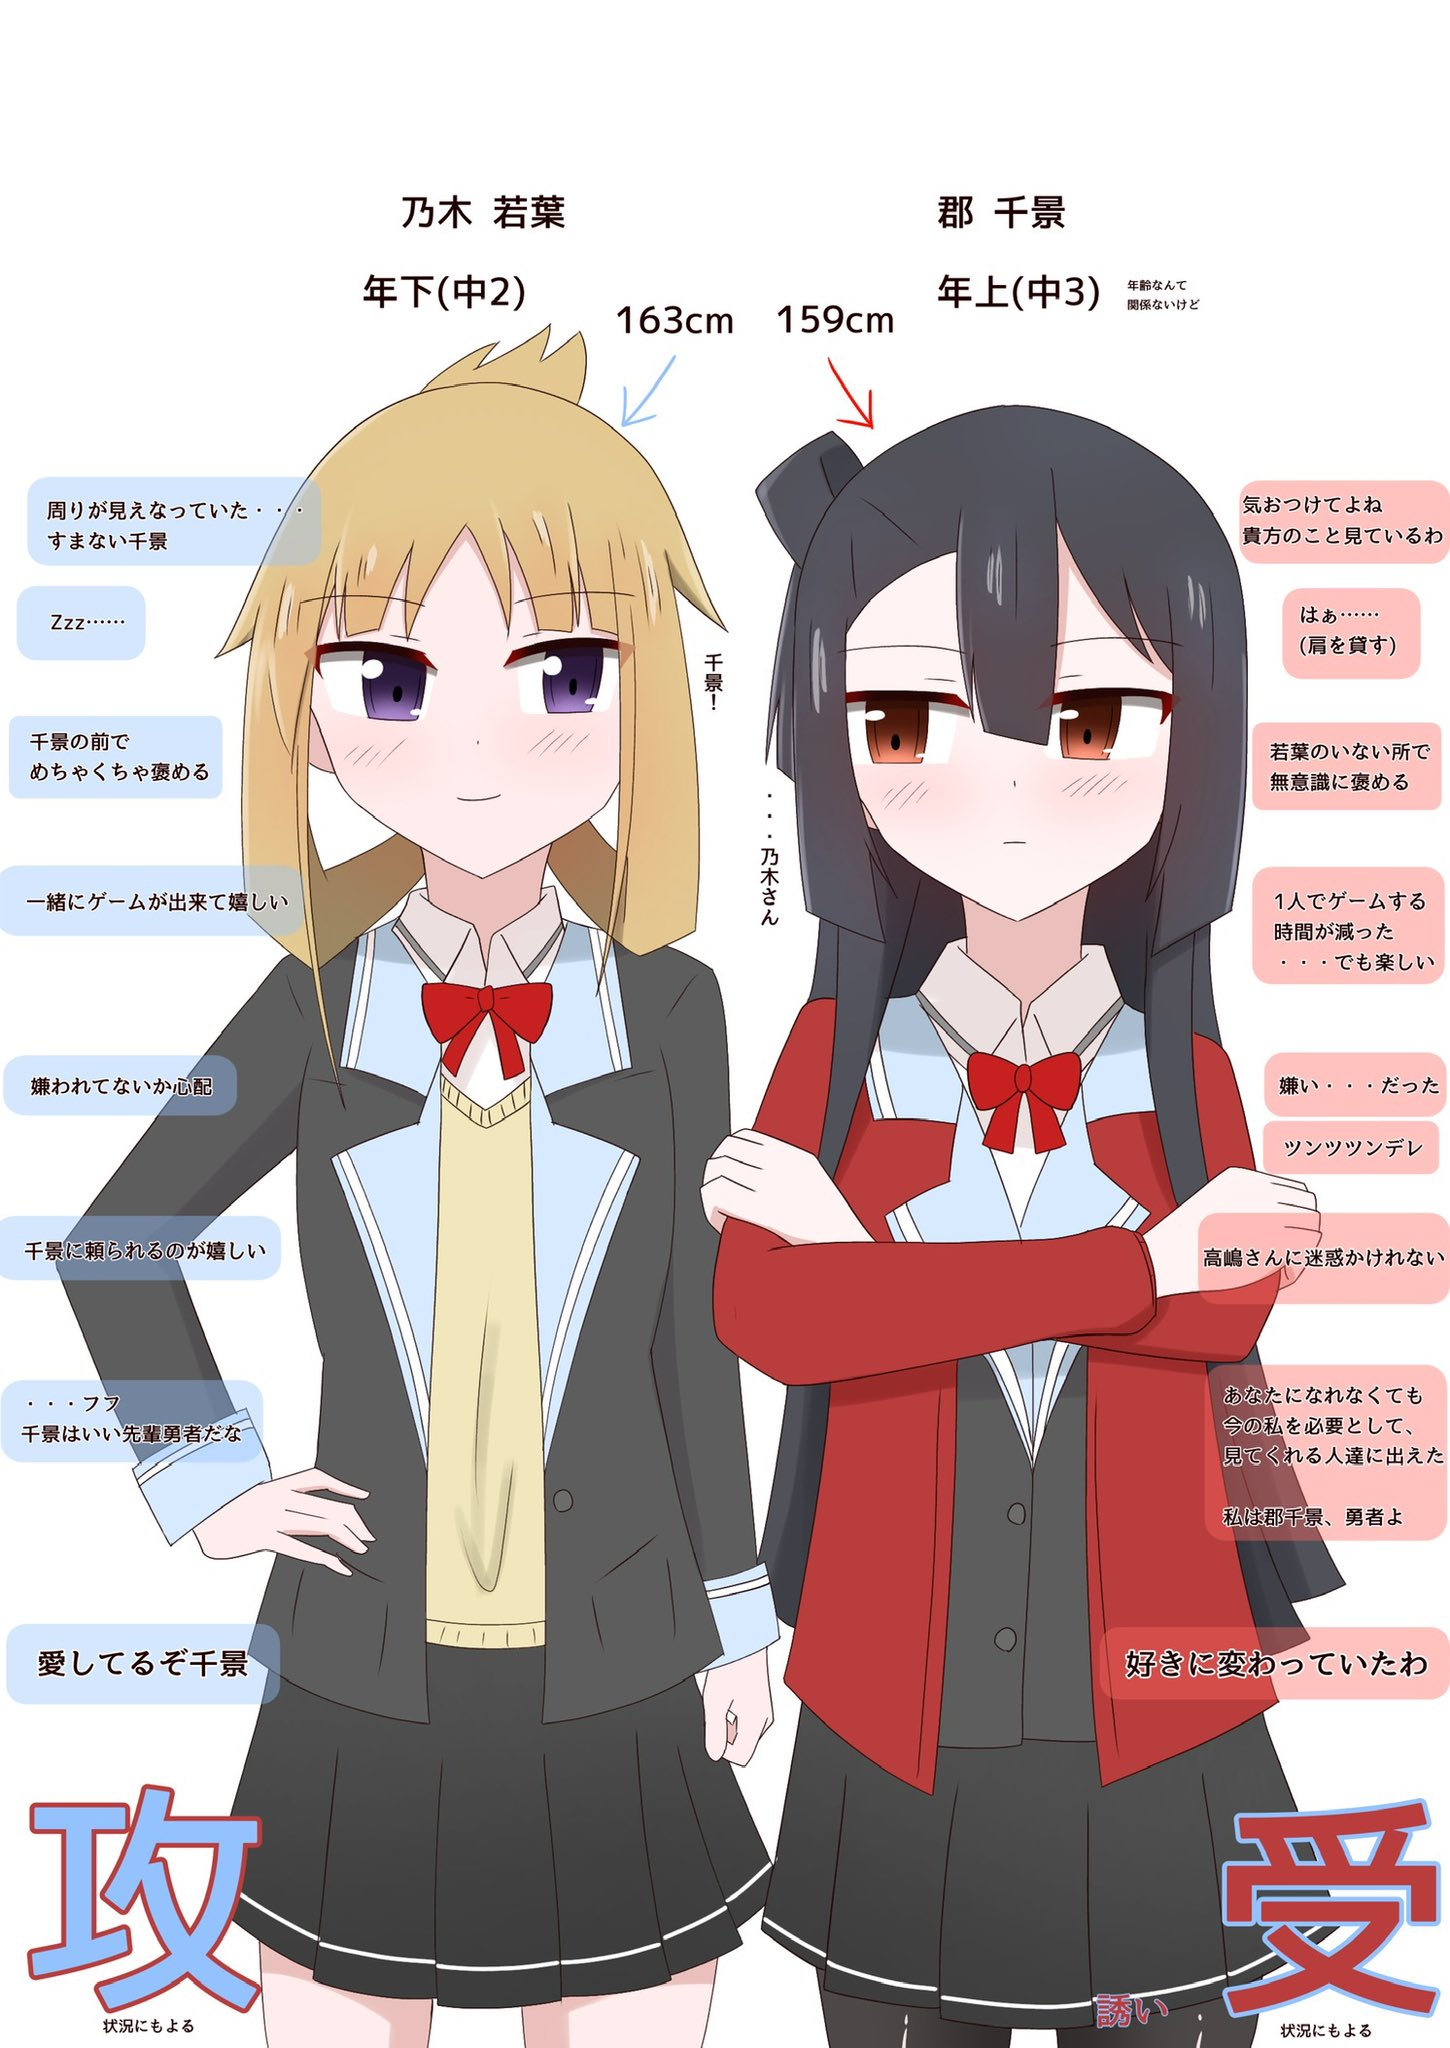 乃木 若葉
年下(中2)
163cm
郡 千景
年上(中3)
年齢なんて
関係ないけど
159cm
周りが見えなっていた・・・
すまない千景
Zzz……
千景の前で
めちゃくちゃ褒める
一緒にゲームが出来て嬉しい
嫌われてないか心配
千景に頼られるのが嬉しい
・・・フフ
千景はいい先輩勇者だな
愛してるぞ千景
攻
状況にもよる
千景!
・・・乃木さん
気おつけてよね
貴方のこと見ているわ
はぁ……
(肩を貸す)
若葉のいない所で
無意識に褒める
1人でゲームする
時間が減った
・・・でも楽しい
嫌い・・・だった
ツンツツンデレ
高嶋さんに迷惑かけれない
あなたになれなくても
今の私を必要として、
見てくれる人達に出えた
私は郡千景、勇者よ
好きに変わっていたわ
誘い
受
状況にもよる